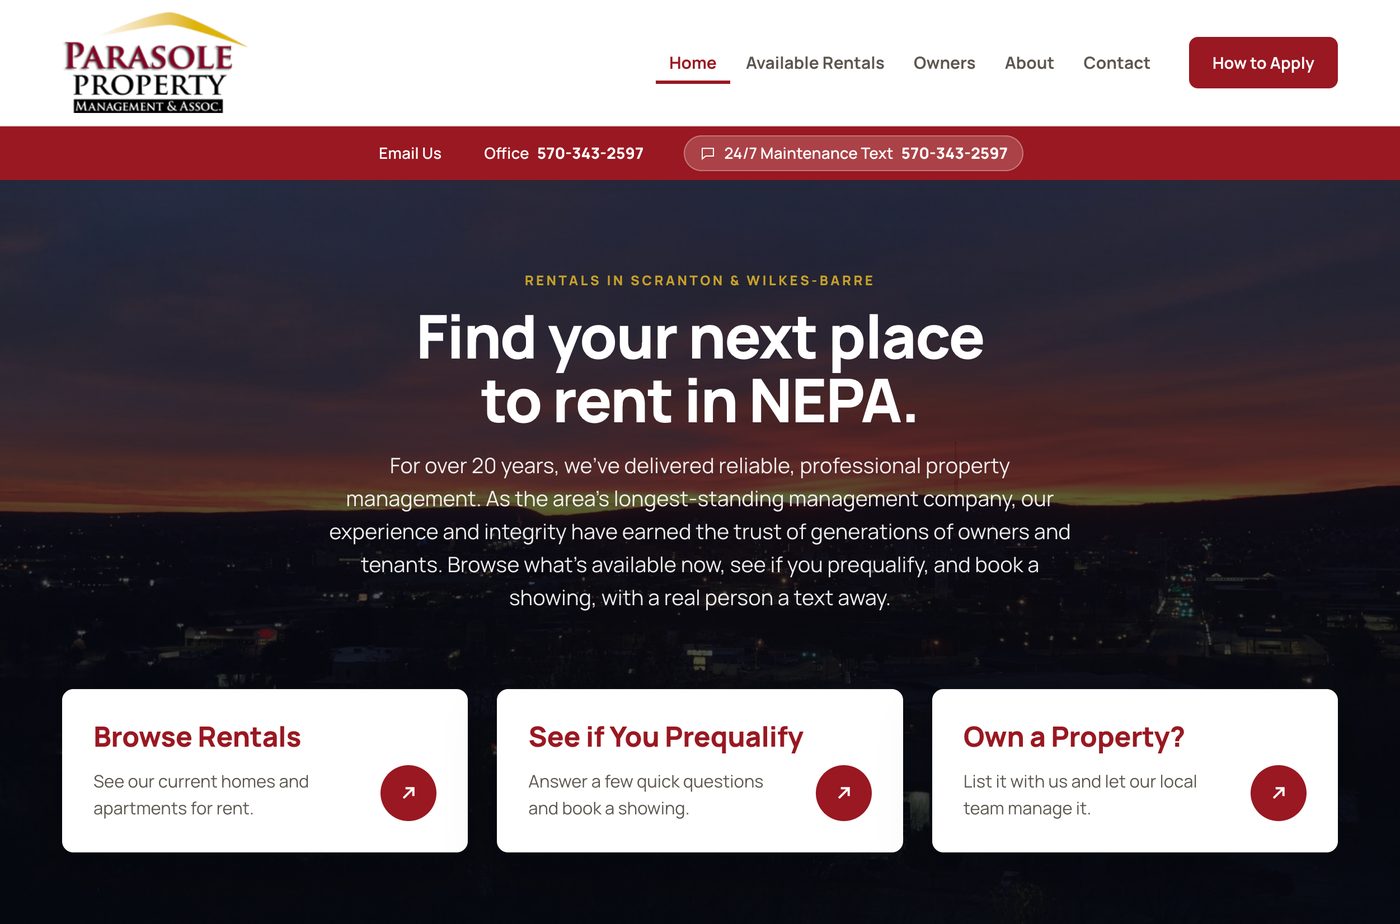 PARASOLE
PROPERTY
MANAGEMENT & ASSOC.
Home
Available Rentals
Owners
About
Contact
How to Apply
Email Us
Office 570-343-2597
24/7 Maintenance Text 570-343-2597
RENTALS IN SCRANTON & WILKES-BARRE
Find your next place
to rent in NEPA.
For over 20 years, we’ve delivered reliable, professional property
management. As the area’s longest-standing management company, our
experience and integrity have earned the trust of generations of owners and
tenants. Browse what’s available now, see if you prequalify, and book a
showing, with a real person a text away.
Browse Rentals
See our current homes and
apartments for rent.
See if You Prequalify
Answer a few quick questions
and book a showing.
Own a Property?
List it with us and let our local
team manage it.